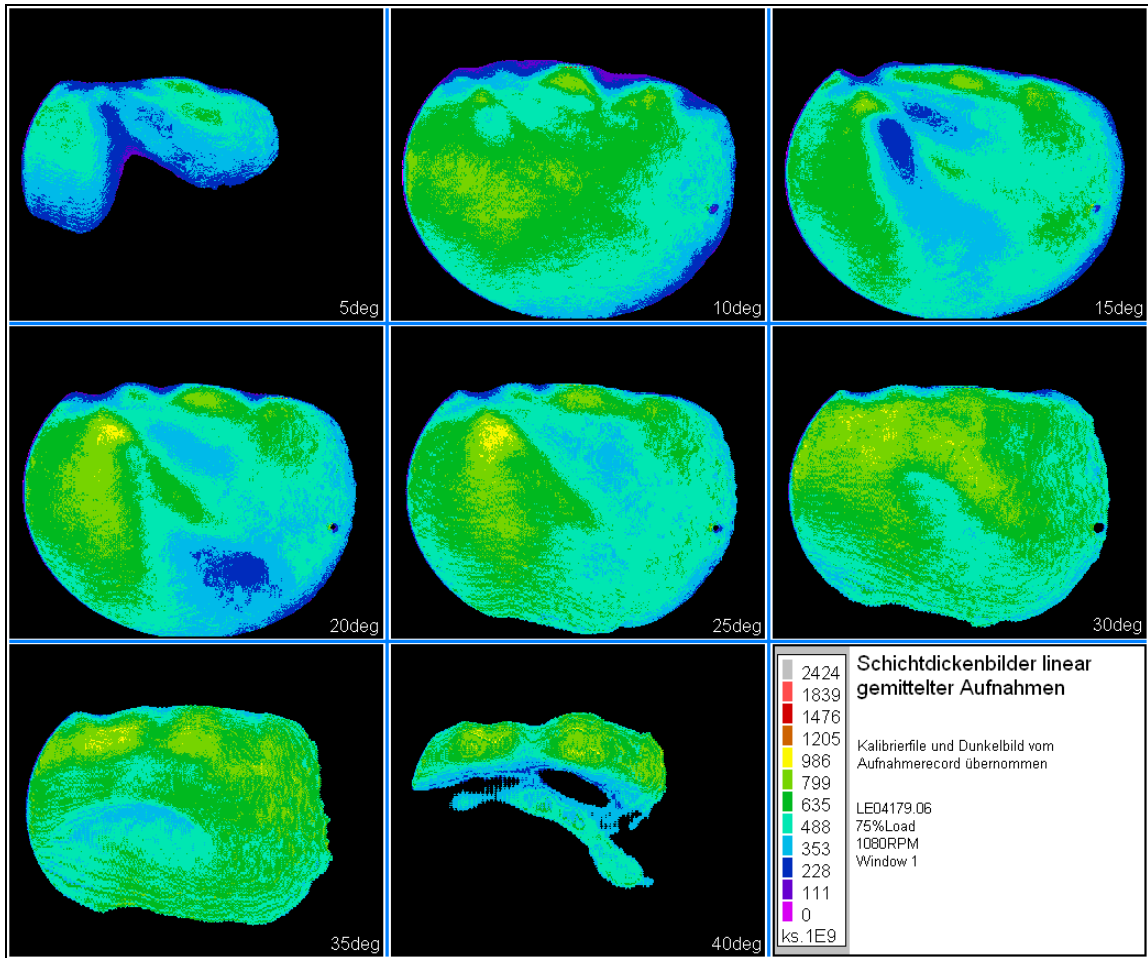 5deg
10deg
15deg
20deg
25deg
30deg
35deg
40deg
2424
1839
1476
1205
986
799
635
488
353
228
111
0
ks.1E9
Schichtdickenbilder linear
gemittelter Aufnahmen
Kalibrierfile und Dunkelbild vom
Aufnahmerecord übernommen
LE04179.06
75%Load
1080RPM
Window 1